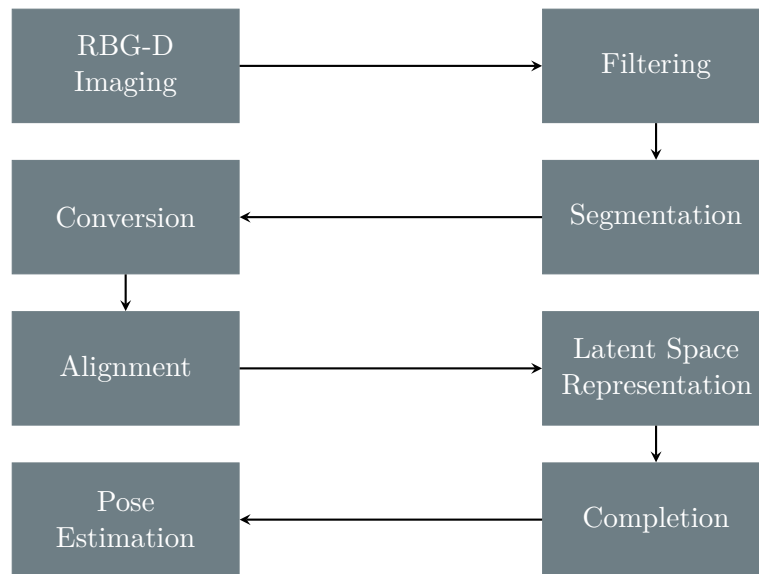 RBG-D
Imaging
Filtering
Conversion
Segmentation
Alignment
Latent Space
Representation
Pose
Estimation
Completion